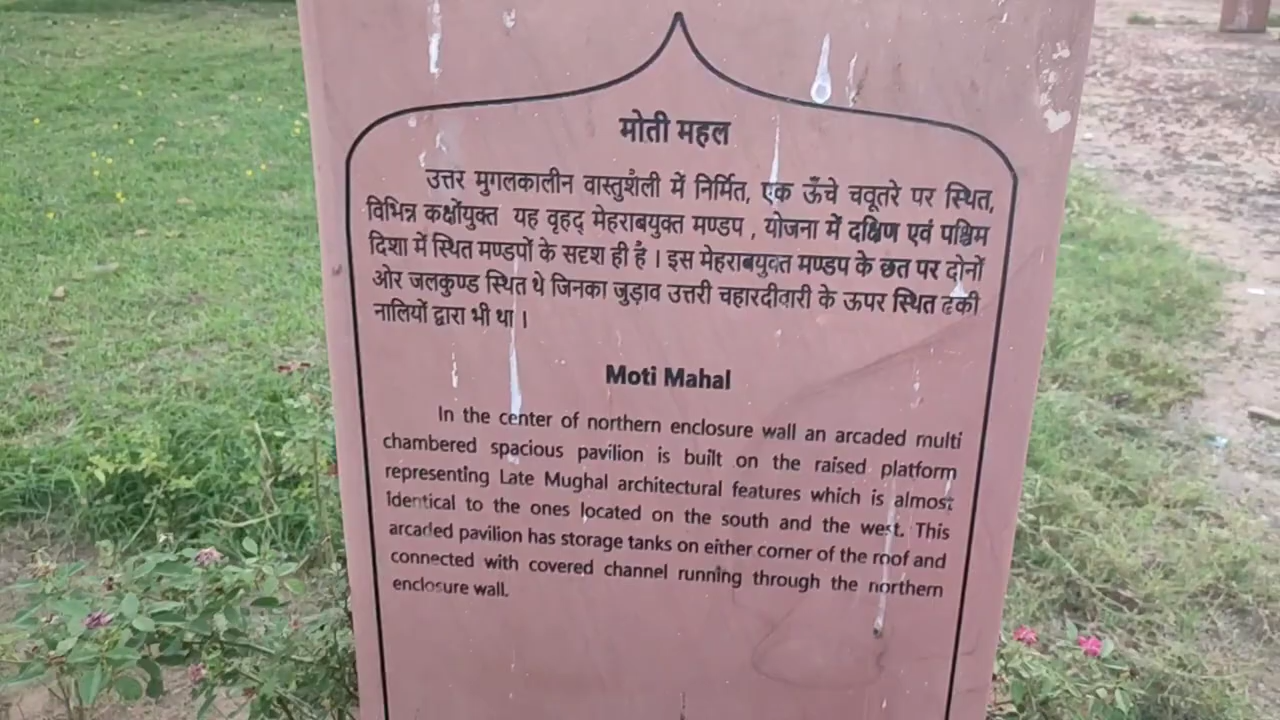 मोती महल
उत्तर मुगलकालीन वास्तुशैली में निर्मित, एक ऊँचे चवूतरे पर स्थित,
विभिन्न कक्षोंयुक्त यह वृहद् मेहराबयुक्त मण्डप , योजना में दक्षिण एवं पश्चिम
दिशा में स्थित मण्डपों के सदृश ही है । इस मेहराबयुक्त मण्डप के छत पर दोनों
ओर जलकुण्ड स्थित थे जिनका जुड़ाव उत्तरी चहारदीवारी के ऊपर स्थित ढकी
नालियों द्वारा भी था ।
Moti Mahal
In the center of northern enclosure wall an arcaded multi
chambered spacious pavilion is built on the raised platform
representing Late Mughal architectural features which is almost
identical to the ones located on the south and the west. This
arcaded pavilion has storage tanks on either corner of the roof and
connected with covered channel running through the northern
enclosure wall.